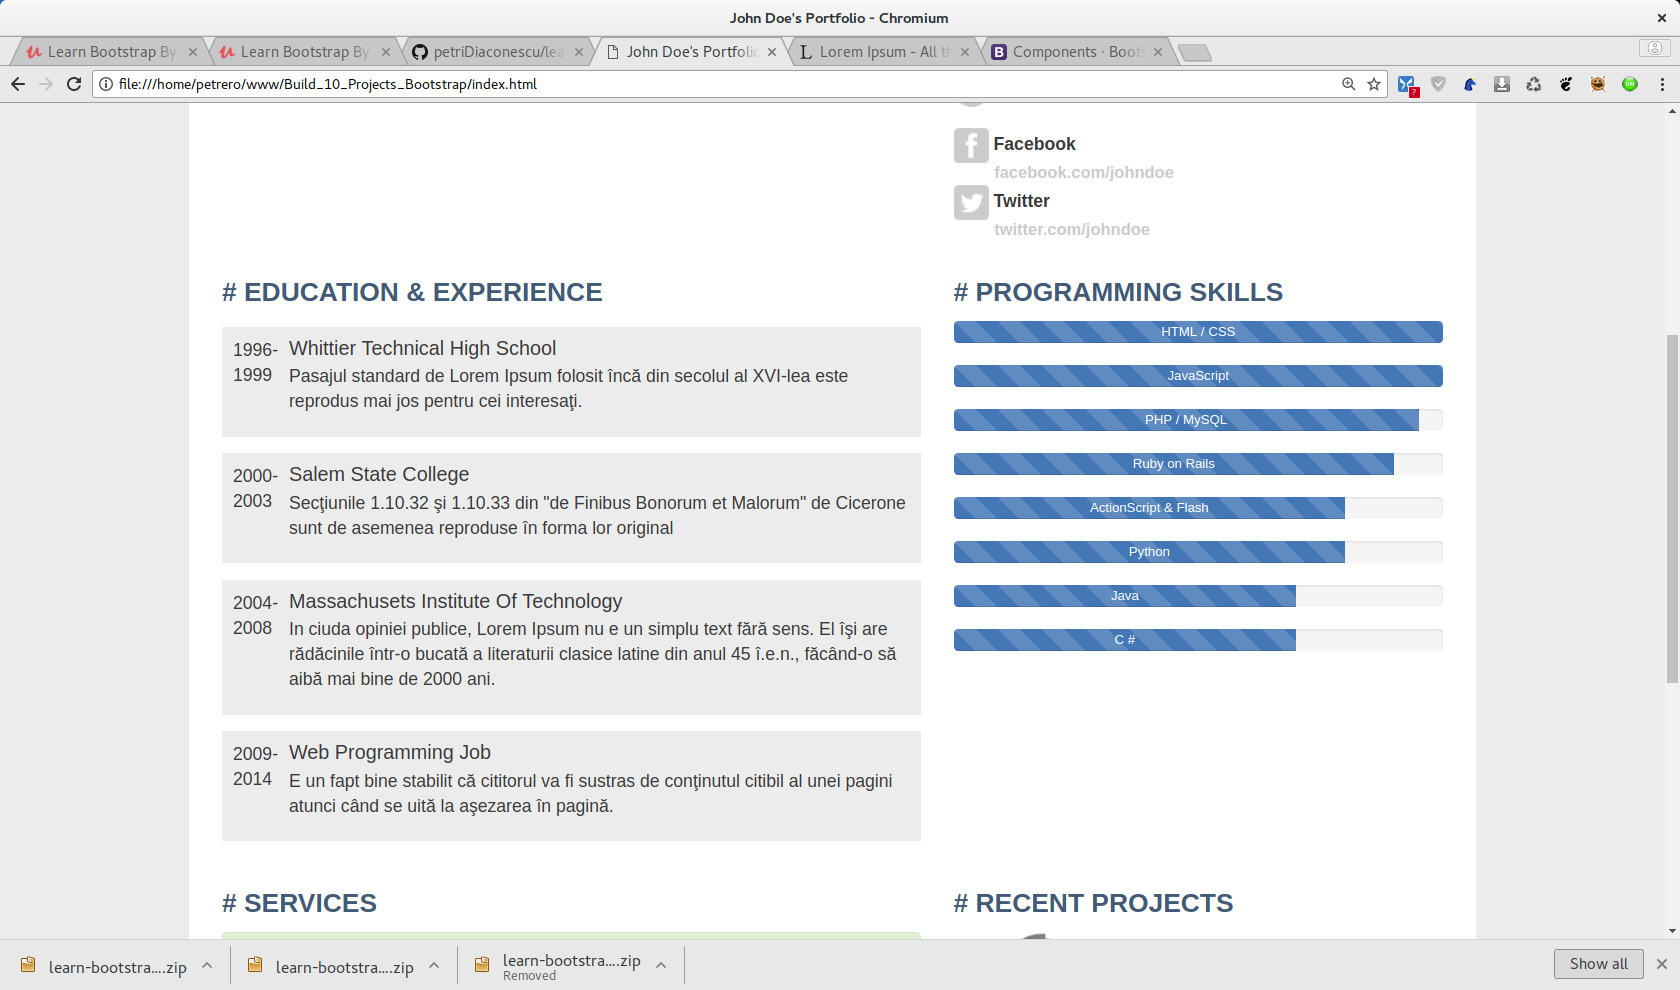 John Doe's Portfolio - Chromium
Learn Bootstrap By
Learn Bootstrap By
petriDiaconescu/lea
John Doe's Portfolio
Lorem Ipsum - All th
Components · Boots
file:///home/petrero/www/Build_10_Projects_Bootstrap/index.html
Facebook
facebook.com/johndoe
Twitter
twitter.com/johndoe
# EDUCATION & EXPERIENCE
1996-
1999
Whittier Technical High School
Pasajul standard de Lorem Ipsum folosit încă din secolul al XVI-lea este
reprodus mai jos pentru cei interesaţi.
2000-
2003
Salem State College
Secţiunile 1.10.32 şi 1.10.33 din "de Finibus Bonorum et Malorum" de Cicerone
sunt de asemenea reproduse în forma lor original
2004-
2008
Massachusets Institute Of Technology
In ciuda opiniei publice, Lorem Ipsum nu e un simplu text fără sens. El îşi are
rădăcinile într-o bucată a literaturii clasice latine din anul 45 î.e.n., făcând-o să
aibă mai bine de 2000 ani.
2009-
2014
Web Programming Job
E un fapt bine stabilit că cititorul va fi sustras de conţinutul citibil al unei pagini
atunci când se uită la aşezarea în pagină.
# PROGRAMMING SKILLS
HTML / CSS
JavaScript
PHP / MySQL
Ruby on Rails
ActionScript & Flash
Python
Java
C #
# SERVICES
# RECENT PROJECTS
learn-bootstra....zip
learn-bootstra....zip
learn-bootstra....zip
Removed
Show all